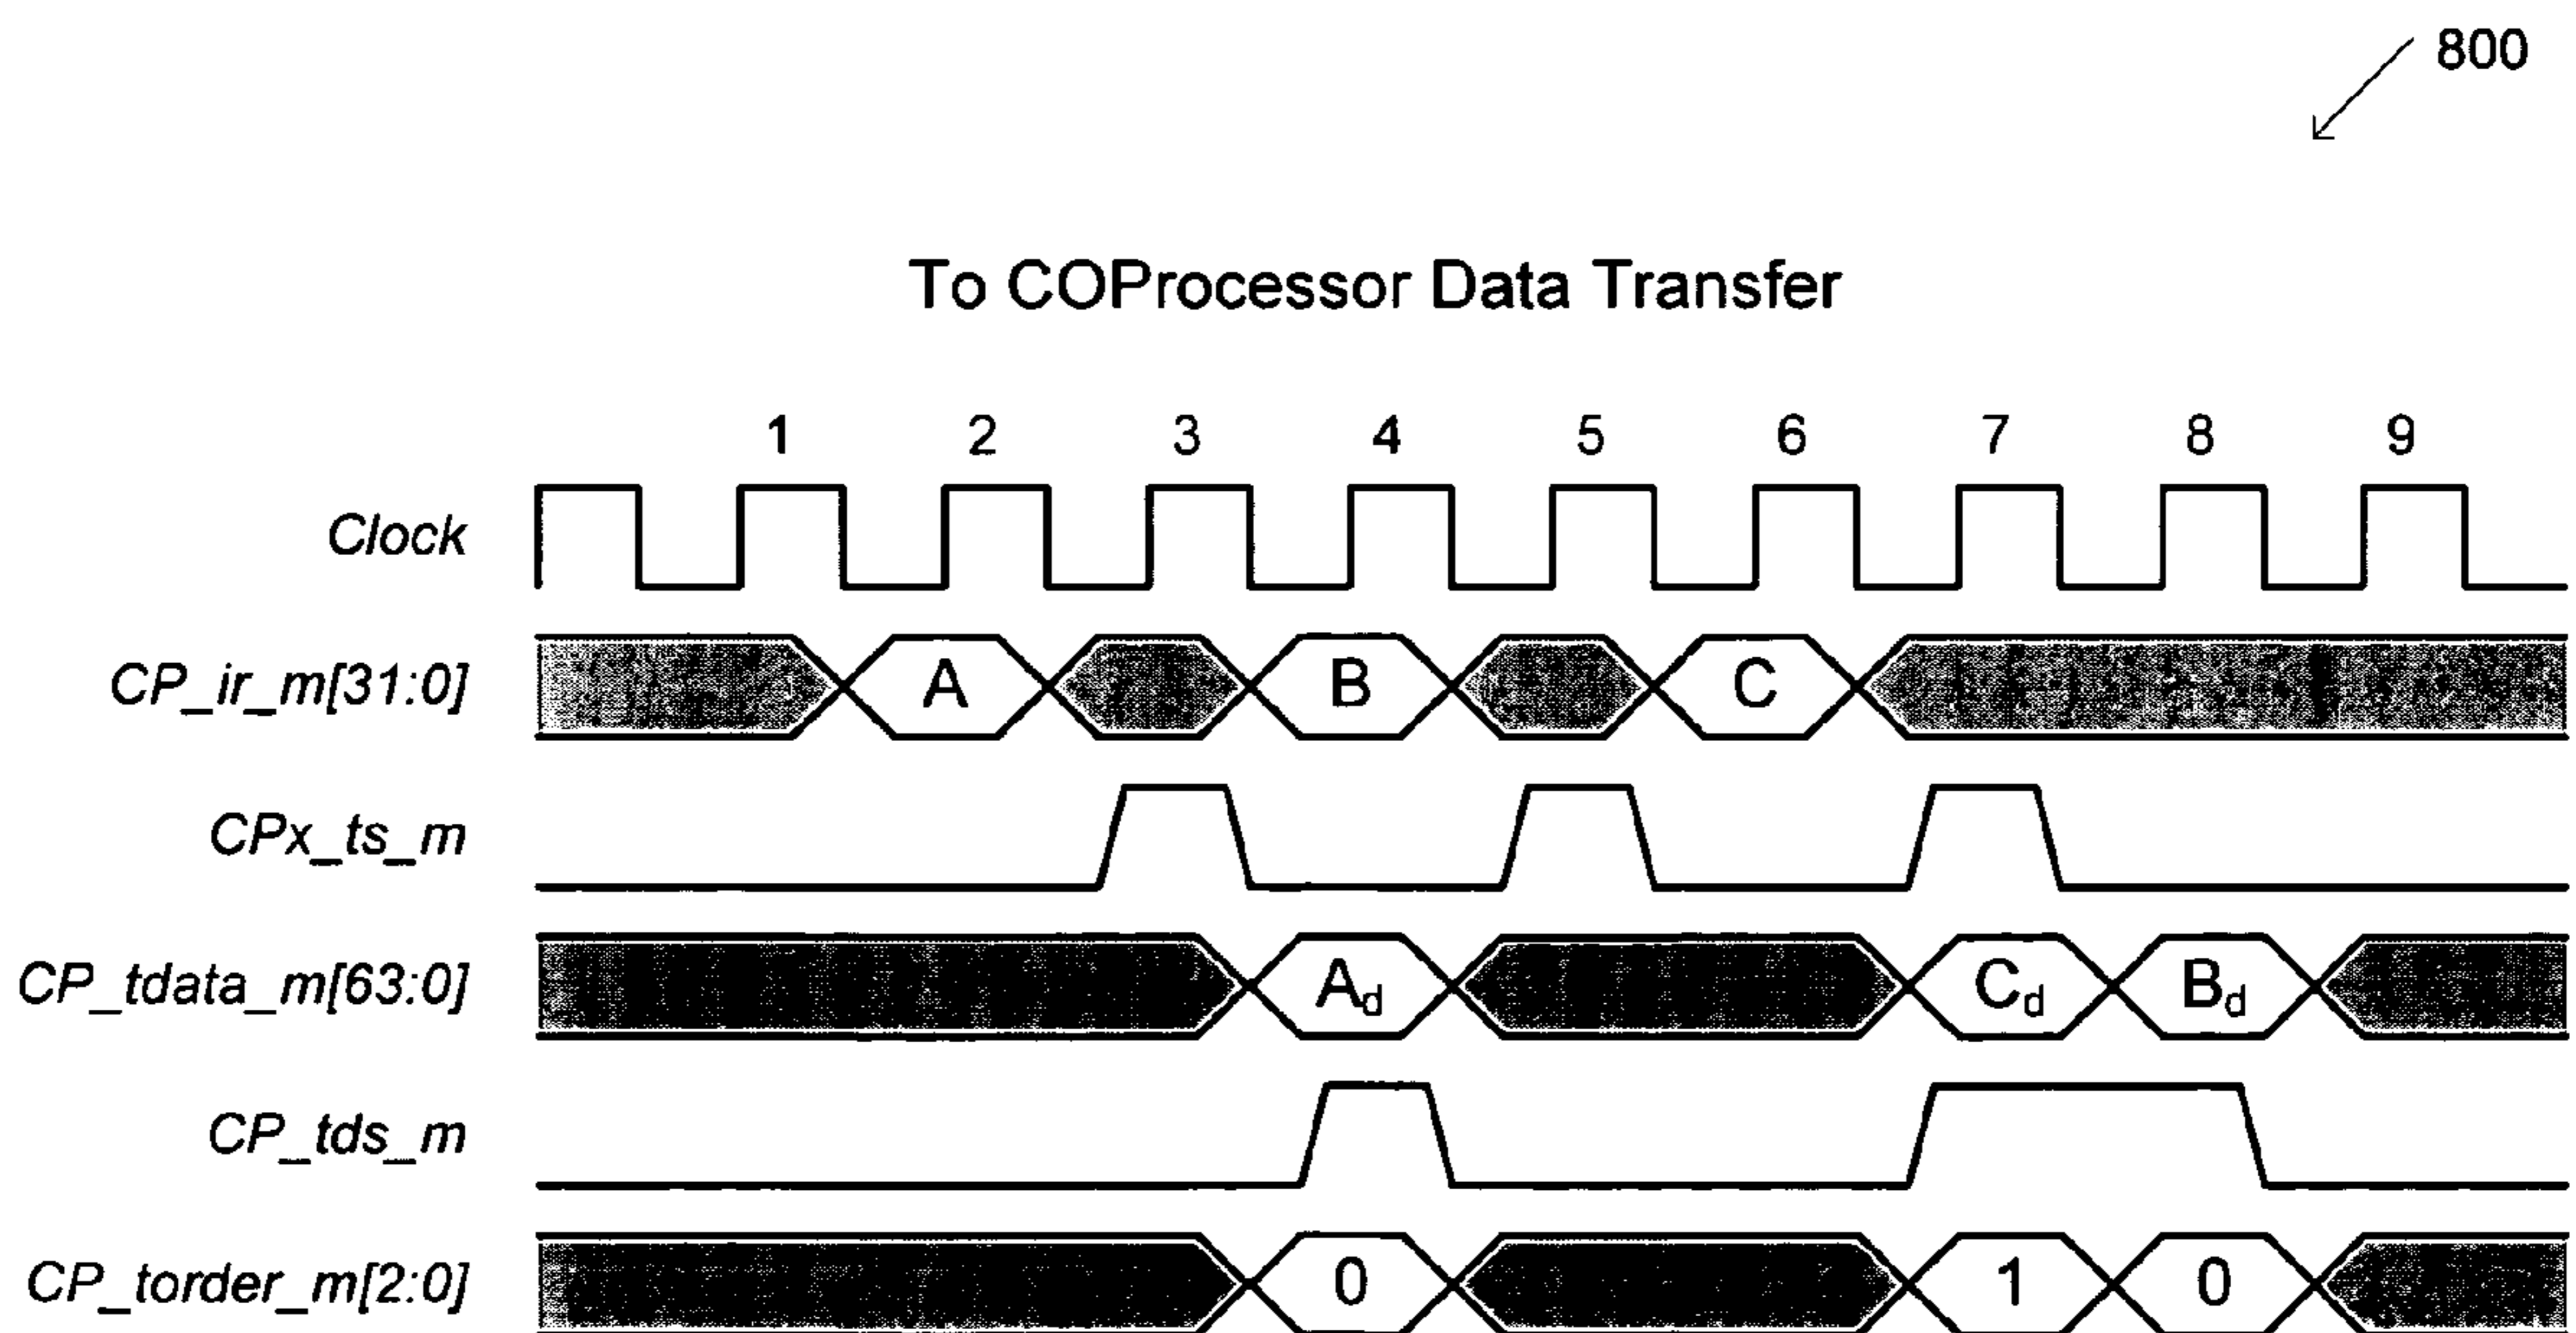 800
To COProcessor Data Transfer
1 2 3 4 5 6 7 8 9
Clock
CP_ir_m[31:0] A B C
CPx_ts_m
CP_tdata_m[63:0] Ad Cd Bd
CP_tds_m
CP_torder_m[2:0] 0 1 0